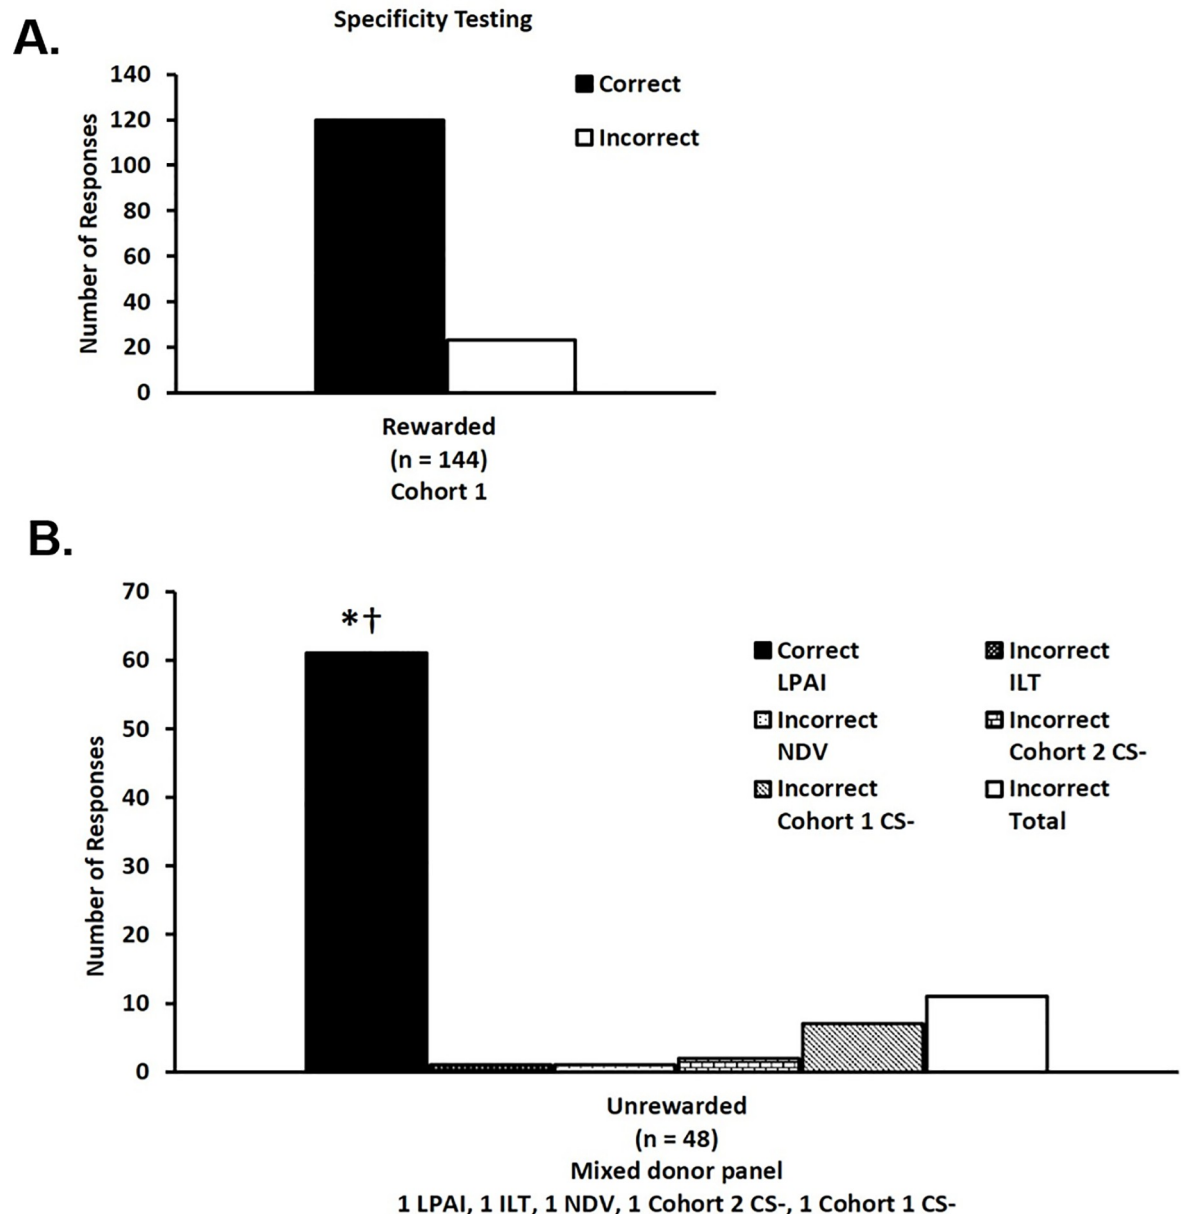 Specificity Testing
A.
140
120
100
80
60
40
20
0
Number of Responses
Correct
Incorrect
Rewarded
(n = 144)
Cohort 1
B.
70
60
50
40
30
20
10
0
Number of Responses
*†
Correct
LPAI
Incorrect
ILT
Incorrect
NDV
Incorrect
Cohort 2 CS-
Incorrect
Cohort 1 CS-
Incorrect
Total
Unrewarded
(n = 48)
Mixed donor panel
1 LPAI, 1 ILT, 1 NDV, 1 Cohort 2 CS-, 1 Cohort 1 CS-